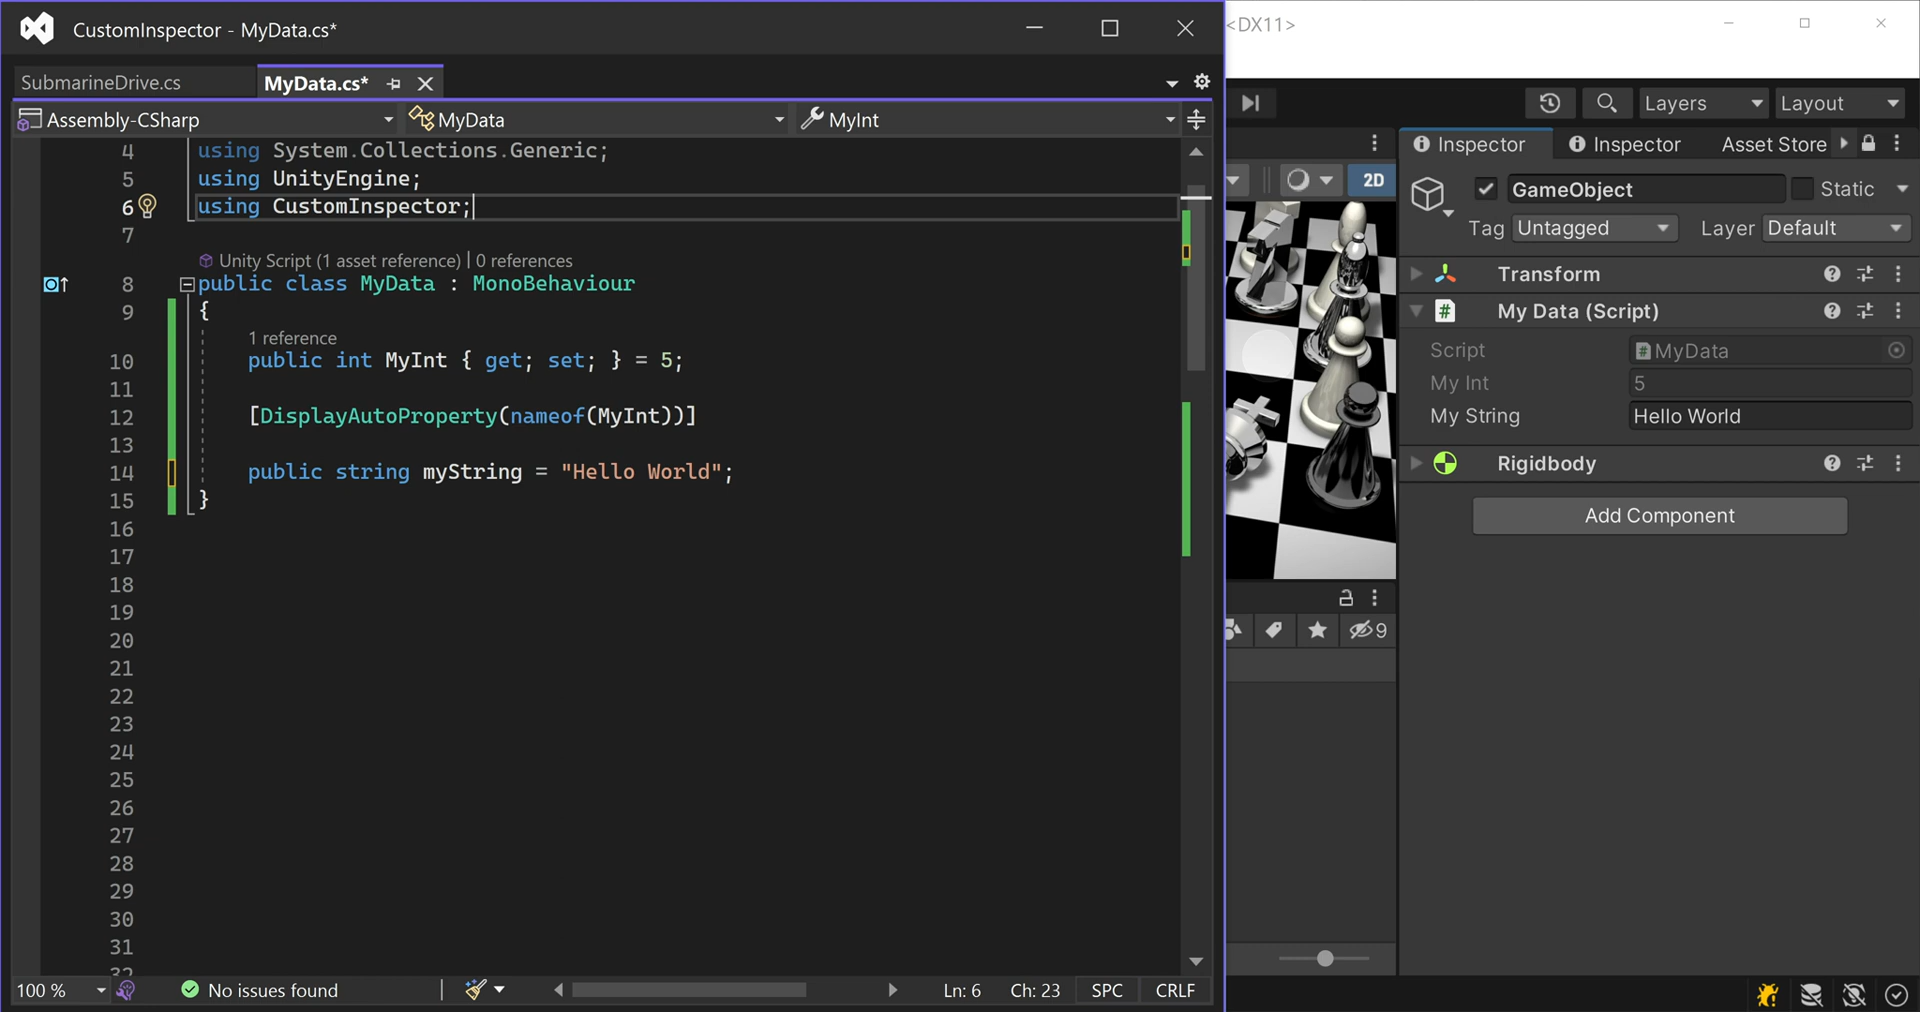 CustomInspector - MyData.cs*
<DX11>
SubmarineDrive.cs
MyData.cs*
Assembly-CSharp
MyData
MyInt
4 using System.Collections.Generic;
5 using UnityEngine;
6 using CustomInspector;
7
Unity Script (1 asset reference) | 0 references
8 public class MyData : MonoBehaviour
9 {
1 reference
10 public int MyInt { get; set; } = 5;
11
12 [DisplayAutoProperty(nameof(MyInt))]
13
14 public string myString = "Hello World";
15 }
16
17
18
19
20
21
22
23
24
25
26
27
28
29
30
31
32
100 %
No issues found
Ln: 6
Ch: 23
SPC
CRLF
Layers
Layout
2D
9
Inspector
Inspector
Asset Store
GameObject
Static
Tag Untagged
Layer Default
Transform
# My Data (Script)
Script # MyData
My Int 5
My String Hello World
Rigidbody
Add Component